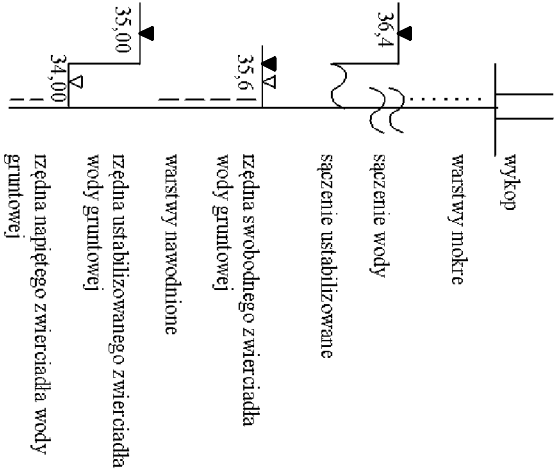 wykop
warstwy mokre
sączenie wody
36,4
sączenie ustabilizowane
35,6
rzędna swobodnego zwierciadła
wody gruntowej
warstwy nawodnione
35,00
rzędna ustabilizowanego zwierciadła
wody gruntowej
34,00
rzędna napiętego zwierciadła wody
gruntowej